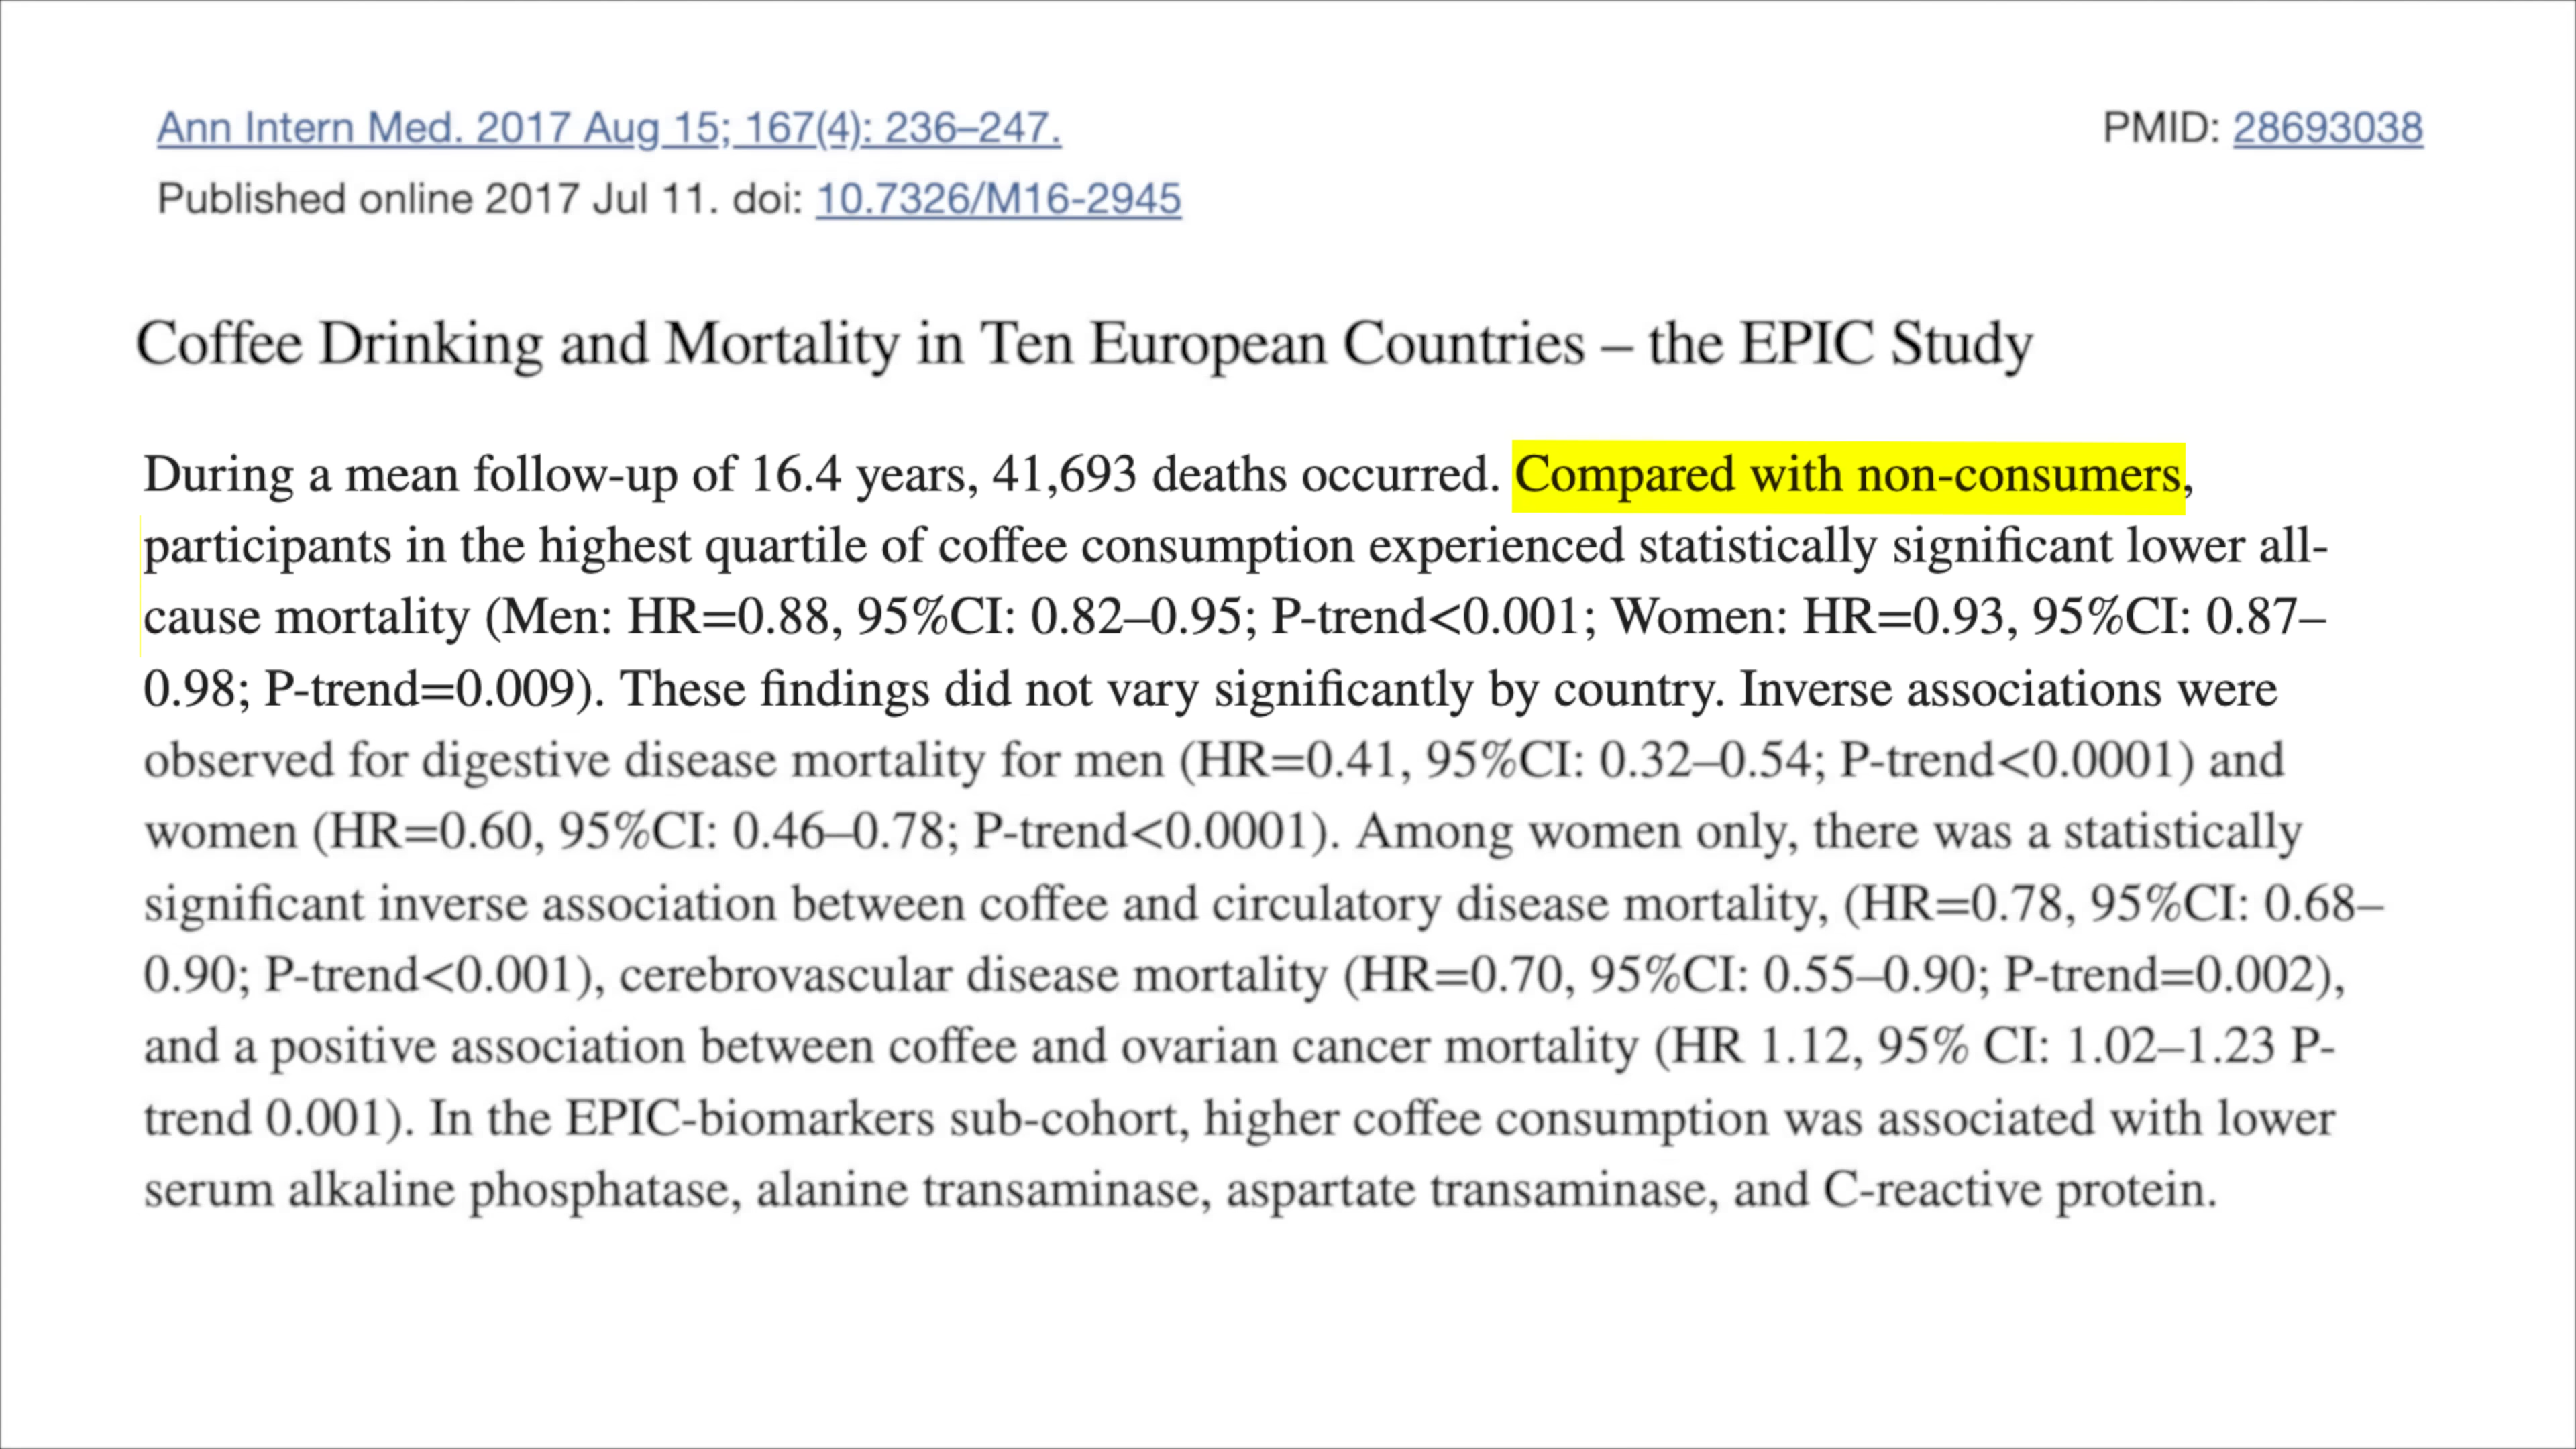 Ann Intern Med. 2017 Aug 15; 167(4): 236–247.
PMID: 28693038
Published online 2017 Jul 11. doi: 10.7326/M16-2945
Coffee Drinking and Mortality in Ten European Countries – the EPIC Study
During a mean follow-up of 16.4 years, 41,693 deaths occurred. Compared with non-consumers,
participants in the highest quartile of coffee consumption experienced statistically significant lower all-
cause mortality (Men: HR=0.88, 95%CI: 0.82–0.95; P-trend<0.001; Women: HR=0.93, 95%CI: 0.87–
0.98; P-trend=0.009). These findings did not vary significantly by country. Inverse associations were
observed for digestive disease mortality for men (HR=0.41, 95%CI: 0.32–0.54; P-trend<0.0001) and
women (HR=0.60, 95%CI: 0.46–0.78; P-trend<0.0001). Among women only, there was a statistically
significant inverse association between coffee and circulatory disease mortality, (HR=0.78, 95%CI: 0.68–
0.90; P-trend<0.001), cerebrovascular disease mortality (HR=0.70, 95%CI: 0.55–0.90; P-trend=0.002),
and a positive association between coffee and ovarian cancer mortality (HR 1.12, 95% CI: 1.02–1.23 P-
trend 0.001). In the EPIC-biomarkers sub-cohort, higher coffee consumption was associated with lower
serum alkaline phosphatase, alanine transaminase, aspartate transaminase, and C-reactive protein.